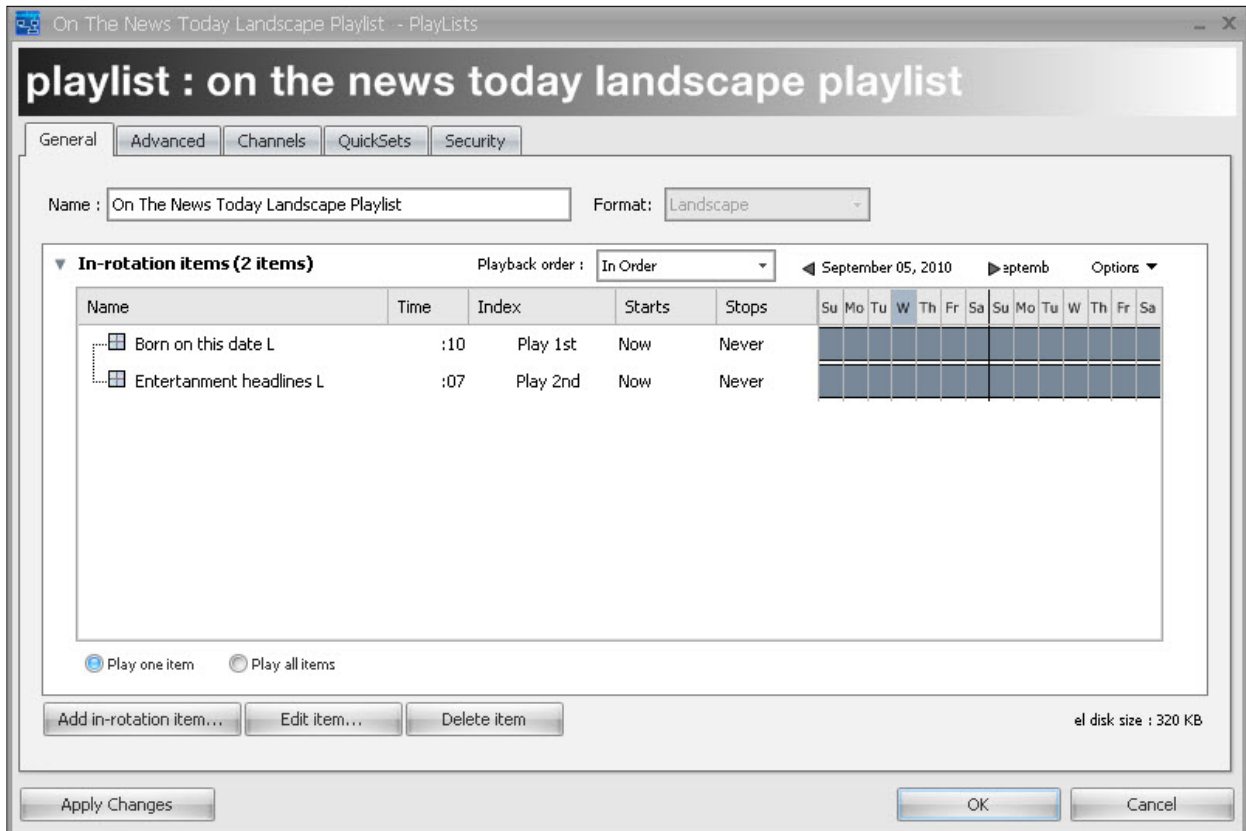 On The News Today Landscape Playlist - PlayLists
playlist : on the news today landscape playlist
General Advanced Channels QuickSets Security
Name : On The News Today Landscape Playlist Format: Landscape
In-rotation items (2 items) Playback order : In Order September 05, 2010 eptemb Options
Name Time Index Starts Stops Su Mo Tu W Th Fr Sa Su Mo Tu W Th Fr Sa
Born on this date L :10 Play 1st Now Never
Entertanment headlines L :07 Play 2nd Now Never
Play one item Play all items
Add in-rotation item... Edit item... Delete item el disk size : 320 KB
Apply Changes OK Cancel